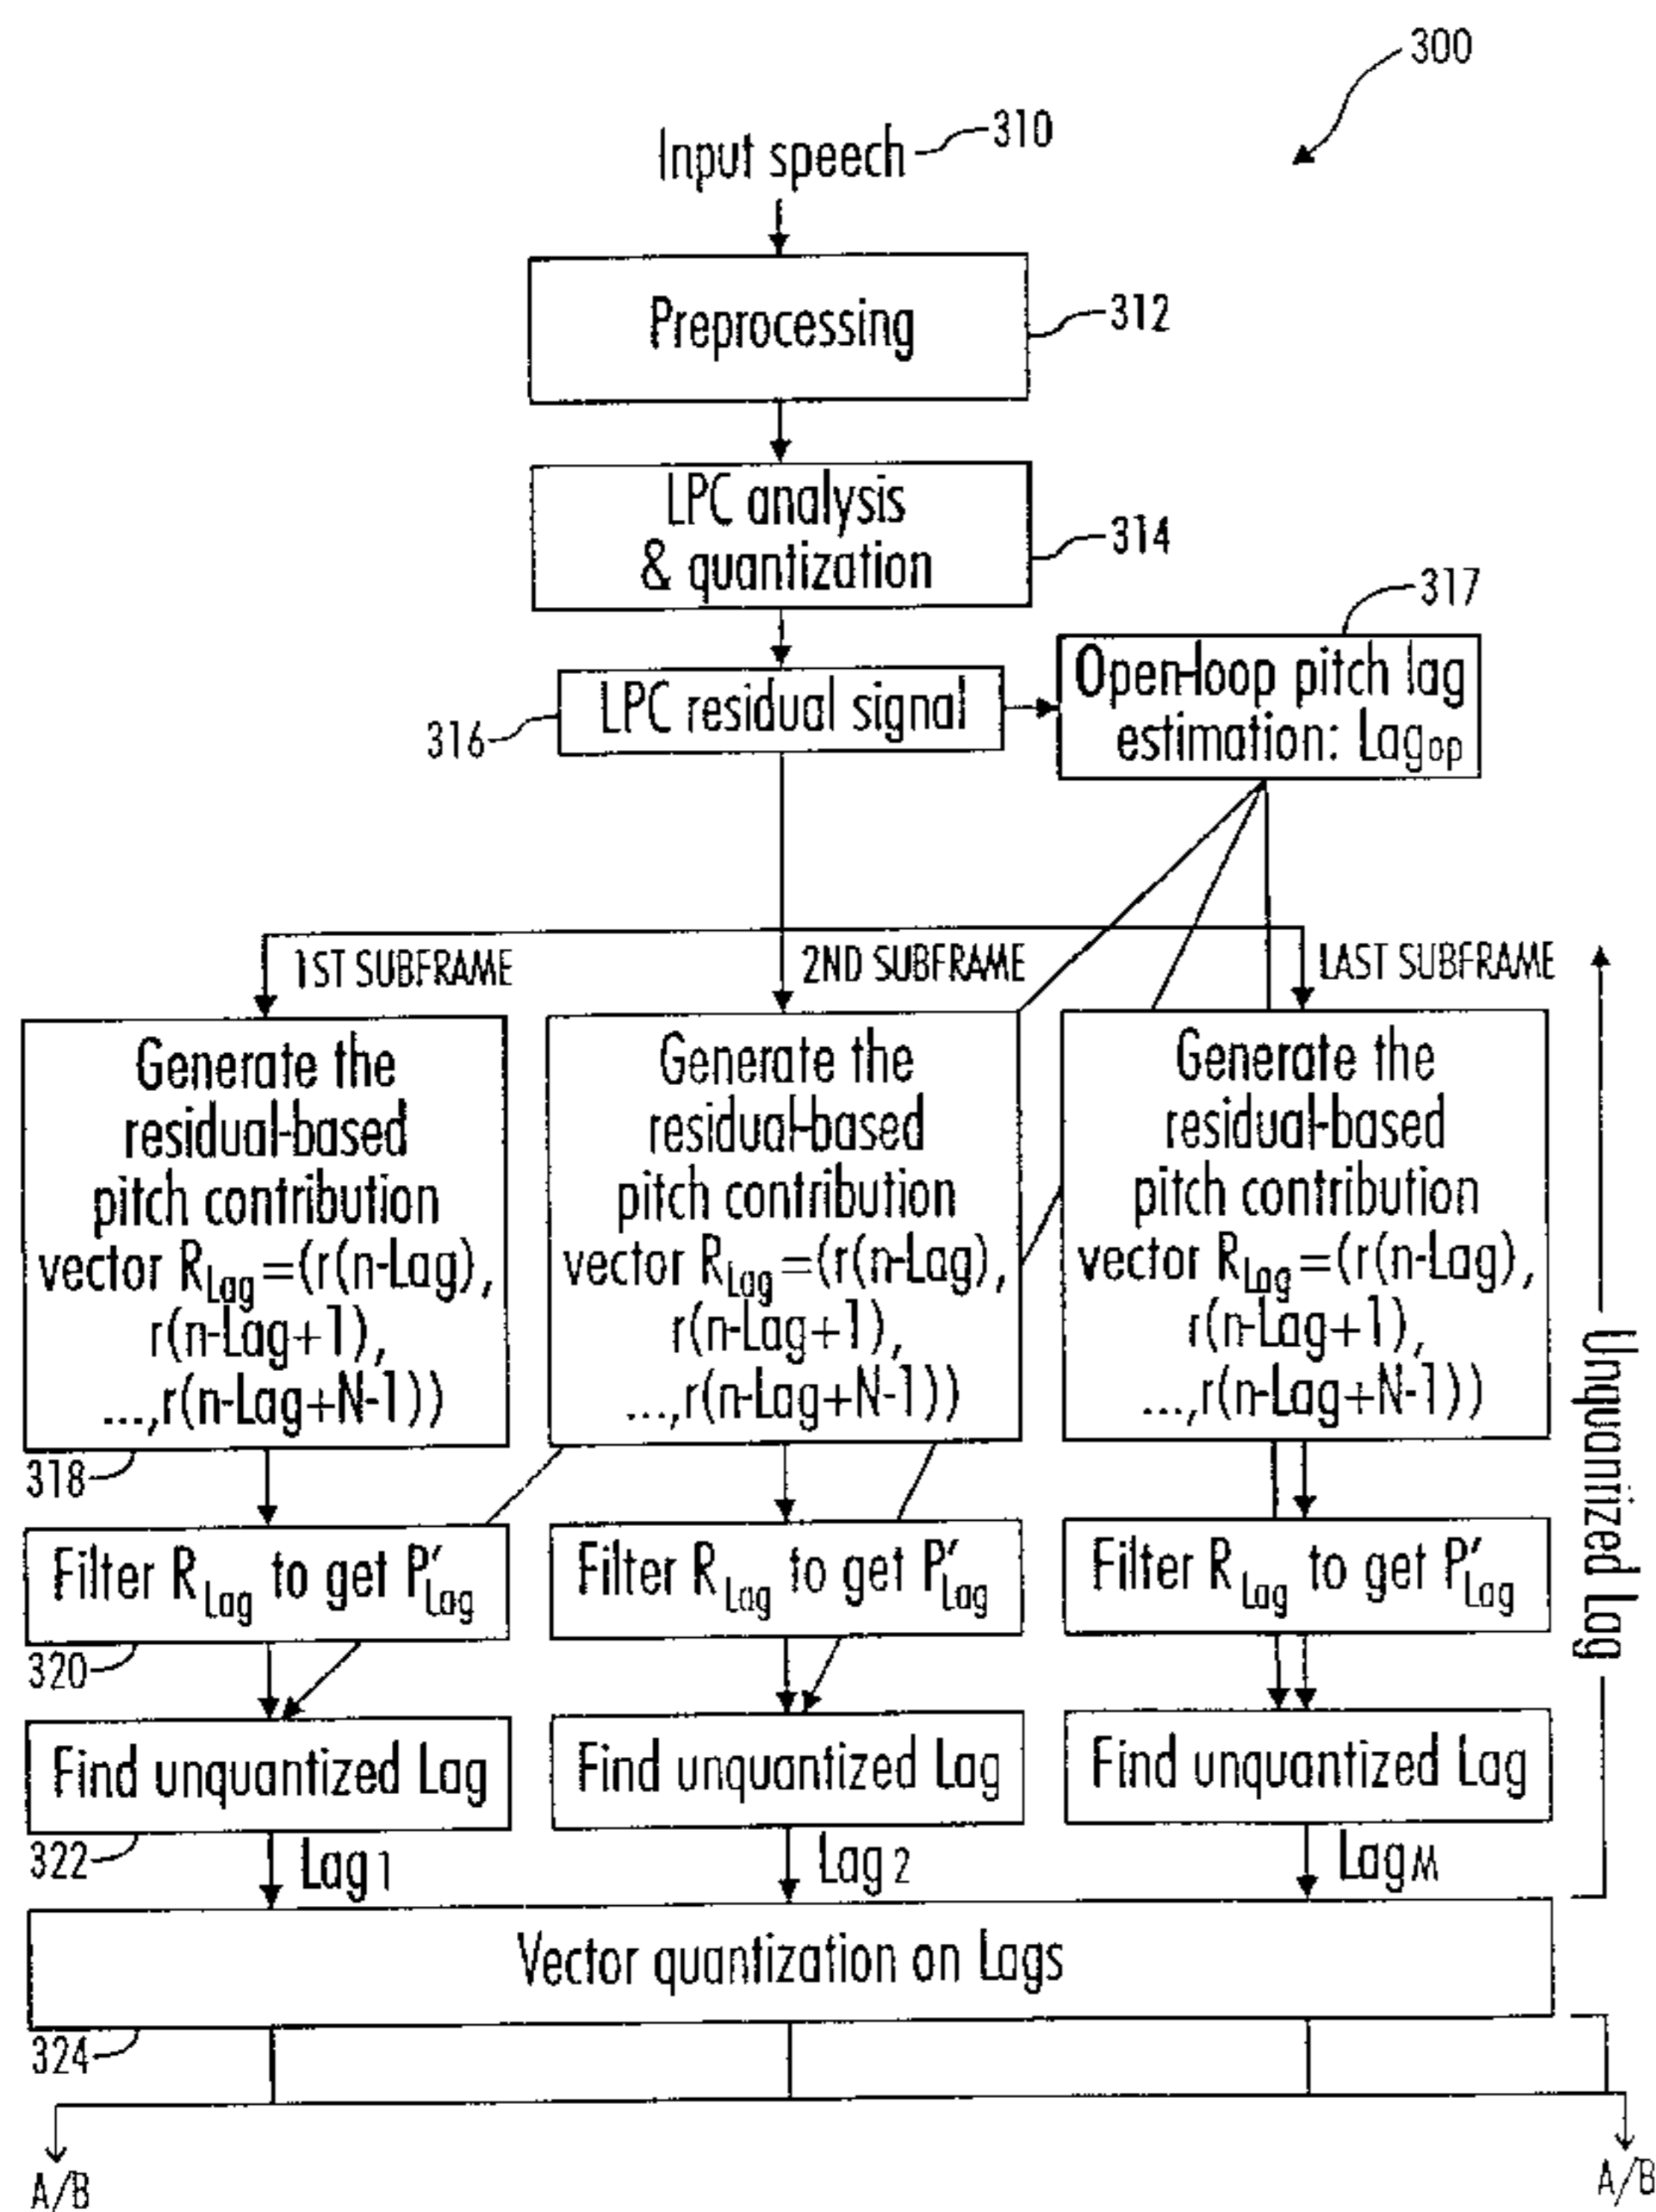 300
Input speech 310
Preprocessing
312
LPC analysis
& quantization
314
317
LPC residual signal
316
Open-loop pitch lag
estimation: Lagop
1ST SUBFRAME
2ND SUBFRAME
LAST SUBFRAME
Generate the
residual-based
pitch contribution
vector RLag=(r(n-Lag),
r(n-Lag+1),
...,r(n-Lag+N-1))
318
Generate the
residual-based
pitch contribution
vector RLag=(r(n-Lag),
r(n-Lag+1),
...,r(n-Lag+N-1))
Generate the
residual-based
pitch contribution
vector RLag=(r(n-Lag),
r(n-Lag+1),
...,r(n-Lag+N-1))
Unquantized Lag
Filter RLag to get P'Lag
320
Filter RLag to get P'Lag
Filter RLag to get P'Lag
Find unquantized Lag
322
Find unquantized Lag
Find unquantized Lag
Lag1
Lag2
LagM
Vector quantization on Lags
324
A/B
A/B